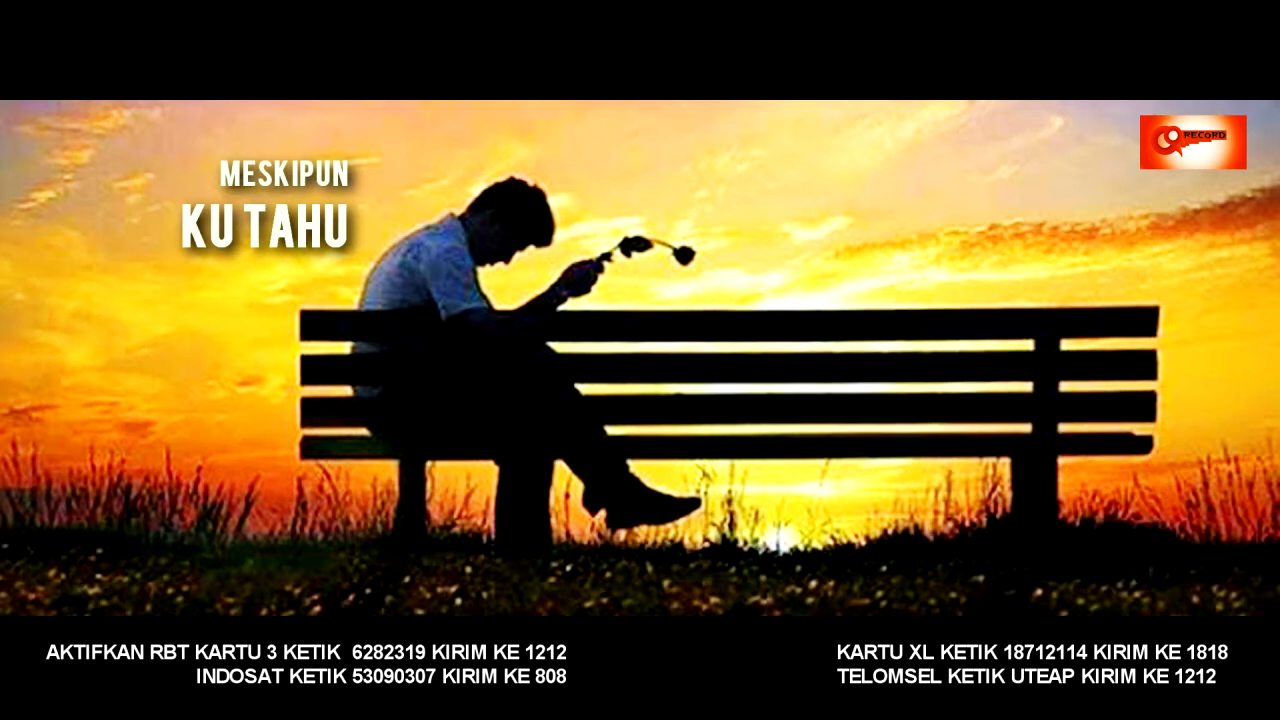 MESKIPUN
KU TAHU
RECORD
AKTIFKAN RBT KARTU 3 KETIK 6282319 KIRIM KE 1212
INDOSAT KETIK 53090307 KIRIM KE 808
KARTU XL KETIK 18712114 KIRIM KE 1818
TELOMSEL KETIK UTEAP KIRIM KE 1212